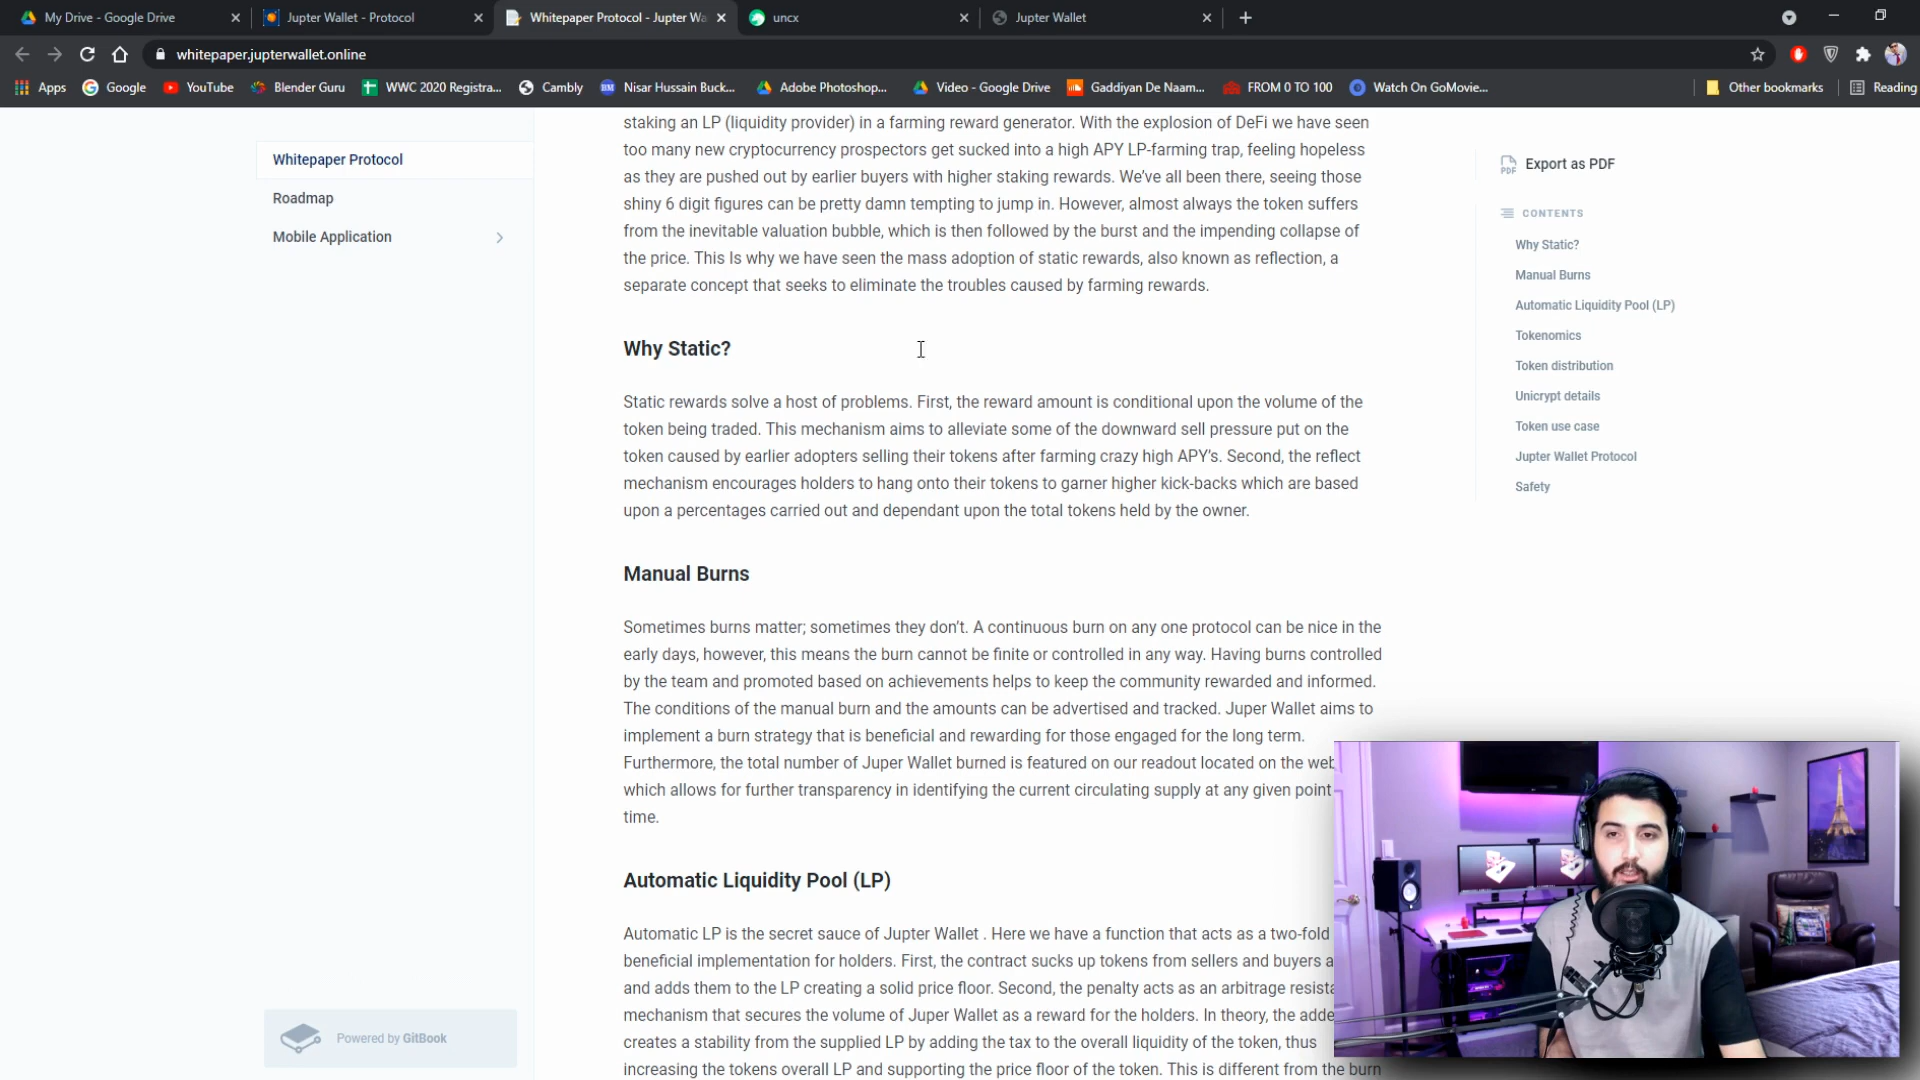 My Drive - Google Drive
Jupter Wallet - Protocol
Whitepaper Protocol - Jupter Wa
uncx
Jupter Wallet
whitepaper.jupterwallet.online
Apps
Google
YouTube
Blender Guru
WWC 2020 Registra...
Cambly
Nisar Hussain Buck...
Adobe Photoshop...
Video - Google Drive
Gaddiyan De Naam...
FROM 0 TO 100
Watch On GoMovie...
Other bookmarks
Reading
Whitepaper Protocol
Roadmap
Mobile Application
staking an LP (liquidity provider) in a farming reward generator. With the explosion of DeFi we have seen
too many new cryptocurrency prospectors get sucked into a high APY LP-farming trap, feeling hopeless
as they are pushed out by earlier buyers with higher staking rewards. We've all been there, seeing those
shiny 6 digit figures can be pretty damn tempting to jump in. However, almost always the token suffers
from the inevitable valuation bubble, which is then followed by the burst and the impending collapse of
the price. This Is why we have seen the mass adoption of static rewards, also known as reflection, a
separate concept that seeks to eliminate the troubles caused by farming rewards.
Why Static?
Static rewards solve a host of problems. First, the reward amount is conditional upon the volume of the
token being traded. This mechanism aims to alleviate some of the downward sell pressure put on the
token caused by earlier adopters selling their tokens after farming crazy high APY's. Second, the reflect
mechanism encourages holders to hang onto their tokens to garner higher kick-backs which are based
upon a percentages carried out and dependant upon the total tokens held by the owner.
Manual Burns
Sometimes burns matter; sometimes they don't. A continuous burn on any one protocol can be nice in the
early days, however, this means the burn cannot be finite or controlled in any way. Having burns controlled
by the team and promoted based on achievements helps to keep the community rewarded and informed.
The conditions of the manual burn and the amounts can be advertised and tracked. Juper Wallet aims to
implement a burn strategy that is beneficial and rewarding for those engaged for the long term.
Furthermore, the total number of Juper Wallet burned is featured on our readout located on the web
which allows for further transparency in identifying the current circulating supply at any given point
time.
Automatic Liquidity Pool (LP)
Automatic LP is the secret sauce of Jupter Wallet . Here we have a function that acts as a two-fold
beneficial implementation for holders. First, the contract sucks up tokens from sellers and buyers a
and adds them to the LP creating a solid price floor. Second, the penalty acts as an arbitrage resista
mechanism that secures the volume of Juper Wallet as a reward for the holders. In theory, the adde
creates a stability from the supplied LP by adding the tax to the overall liquidity of the token, thus
increasing the tokens overall LP and supporting the price floor of the token. This is different from the burn
Powered by GitBook
PDF
Export as PDF
CONTENTS
Why Static?
Manual Burns
Automatic Liquidity Pool (LP)
Tokenomics
Token distribution
Unicrypt details
Token use case
Jupter Wallet Protocol
Safety